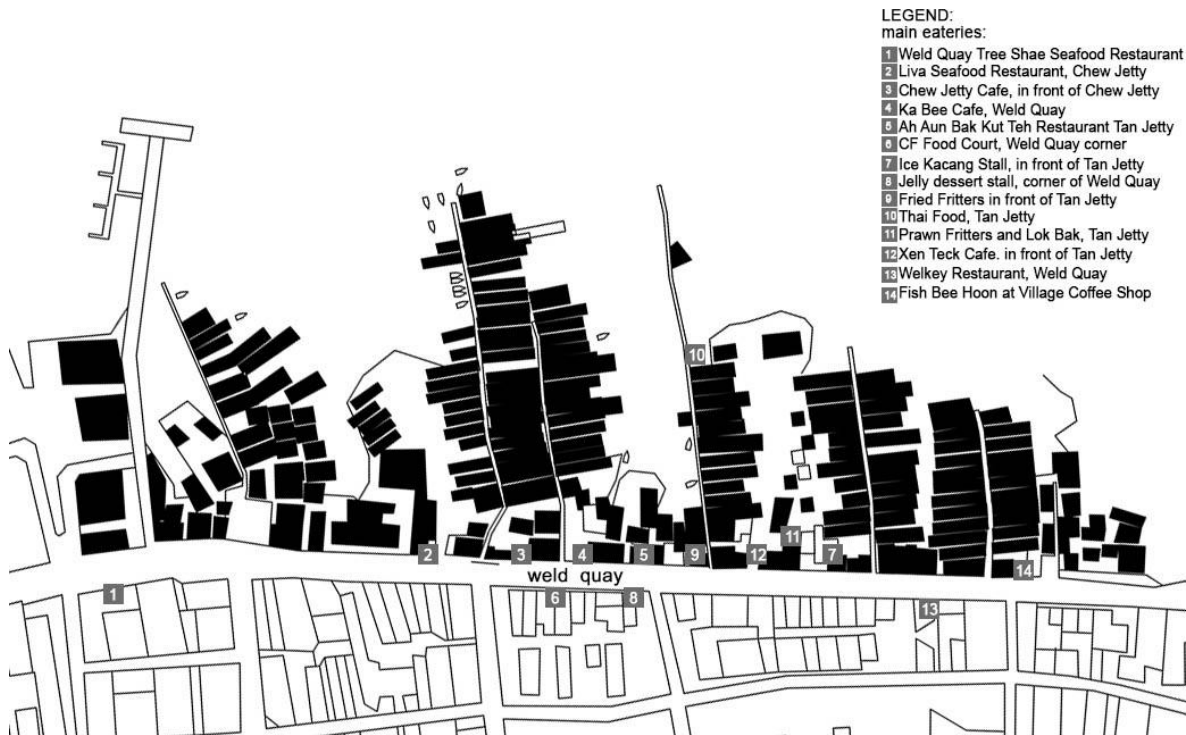 LEGEND:
main eateries:
1 Weld Quay Tree Shae Seafood Restaurant
2 Liva Seafood Restaurant, Chew Jetty
3 Chew Jetty Cafe, in front of Chew Jetty
4 Ka Bee Cafe, Weld Quay
5 Ah Aun Bak Kut Teh Restaurant Tan Jetty
6 CF Food Court, Weld Quay corner
7 Ice Kacang Stall, in front of Tan Jetty
8 Jelly dessert stall, corner of Weld Quay
9 Fried Fritters in front of Tan Jetty
10 Thai Food, Tan Jetty
11 Prawn Fritters and Lok Bak, Tan Jetty
12 Xen Teck Cafe. in front of Tan Jetty
13 Welkey Restaurant, Weld Quay
14 Fish Bee Hoon at Village Coffee Shop
10
11
2
3
4
5
9
12
7
14
weld quay
1
6
8
13